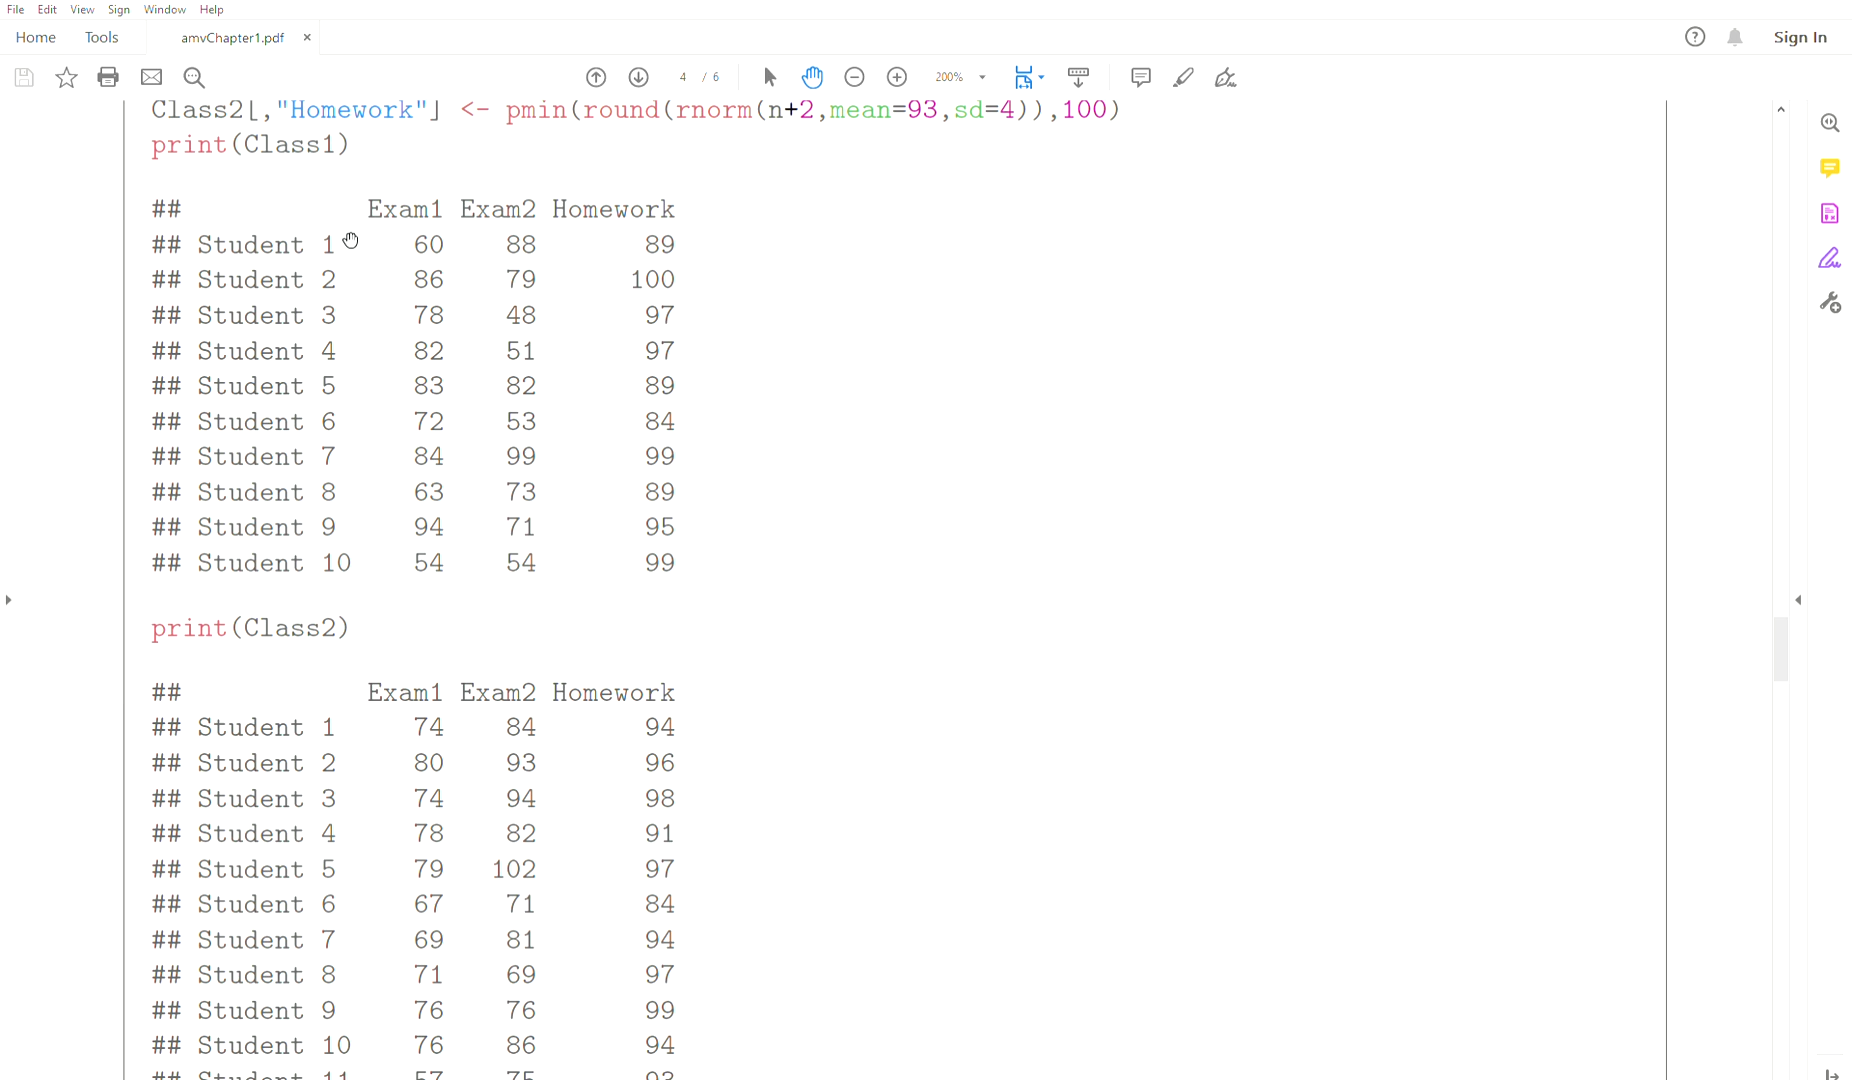 File Edit View Sign Window Help
Home Tools amvChapter1.pdf × ? Sign In
4 / 6 200%
Class2[,"Homework"] <- pmin(round(rnorm(n+2,mean=93,sd=4)),100)
print(Class1)
## Exam1 Exam2 Homework
## Student 1 60 88 89
## Student 2 86 79 100
## Student 3 78 48 97
## Student 4 82 51 97
## Student 5 83 82 89
## Student 6 72 53 84
## Student 7 84 99 99
## Student 8 63 73 89
## Student 9 94 71 95
## Student 10 54 54 99
print(Class2)
## Exam1 Exam2 Homework
## Student 1 74 84 94
## Student 2 80 93 96
## Student 3 74 94 98
## Student 4 78 82 91
## Student 5 79 102 97
## Student 6 67 71 84
## Student 7 69 81 94
## Student 8 71 69 97
## Student 9 76 76 99
## Student 10 76 86 94
## Student 11 57 75 93